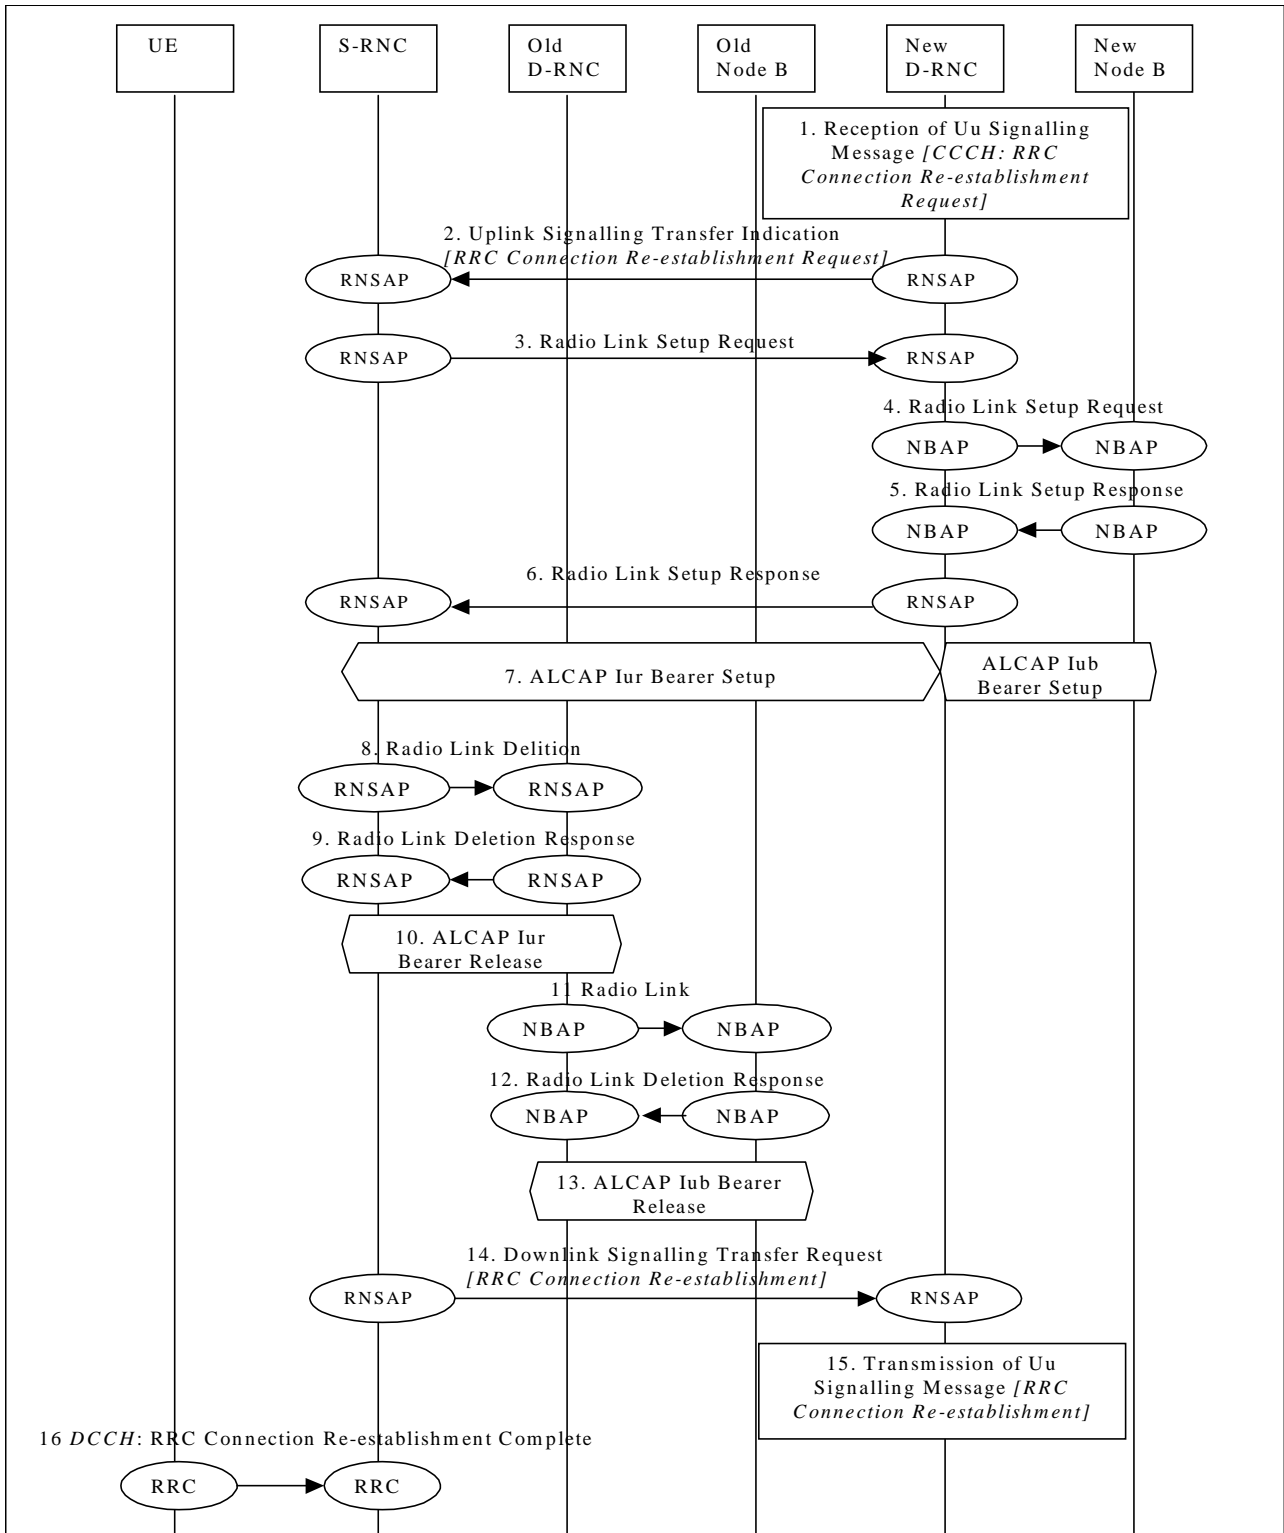 UE
S-RNC
Old
D-RNC
Old
Node B
New
D-RNC
New
Node B
1. Reception of Uu Signalling
Message [CCCH: RRC
Connection Re-establishment
Request]
2. Uplink Signalling Transfer Indication
[RRC Connection Re-establishment Request]
RNSAP
RNSAP
3. Radio Link Setup Request
RNSAP
RNSAP
4. Radio Link Setup Request
NBAP
NBAP
5. Radio Link Setup Response
NBAP
NBAP
6. Radio Link Setup Response
RNSAP
RNSAP
7. ALCAP Iur Bearer Setup
ALCAP Iub
Bearer Setup
8. Radio Link Delition
RNSAP
RNSAP
9. Radio Link Deletion Response
RNSAP
RNSAP
10. ALCAP Iur
Bearer Release
11 Radio Link
NBAP
NBAP
12. Radio Link Deletion Response
NBAP
NBAP
13. ALCAP Iub Bearer
Release
14. Downlink Signalling Transfer Request
[RRC Connection Re-establishment]
RNSAP
RNSAP
15. Transmission of Uu
Signalling Message [RRC
Connection Re-establishment]
16 DCCH: RRC Connection Re-establishment Complete
RRC
RRC